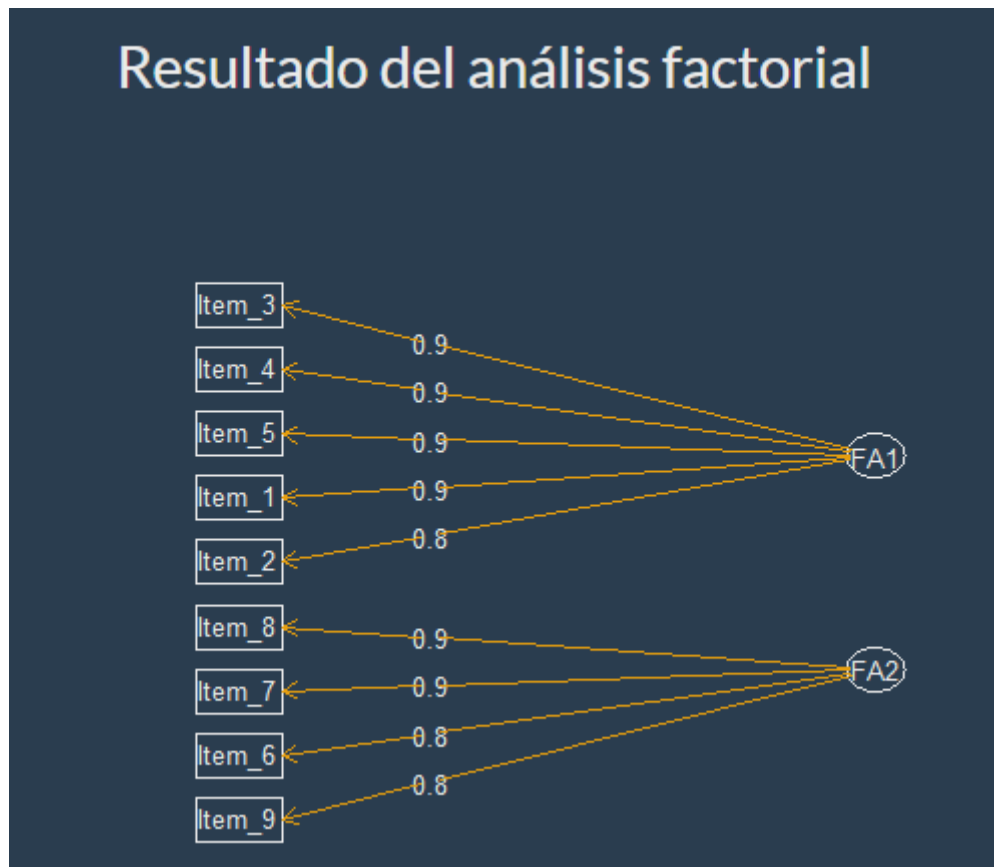 Resultado del análisis factorial
Item_3
0.9
Item_4
0.9
Item_5
0.9
FA1
Item_1
0.9
Item_2
0.8
Item_8
0.9
FA2
Item_7
0.9
Item_6
0.8
Item_9
0.8